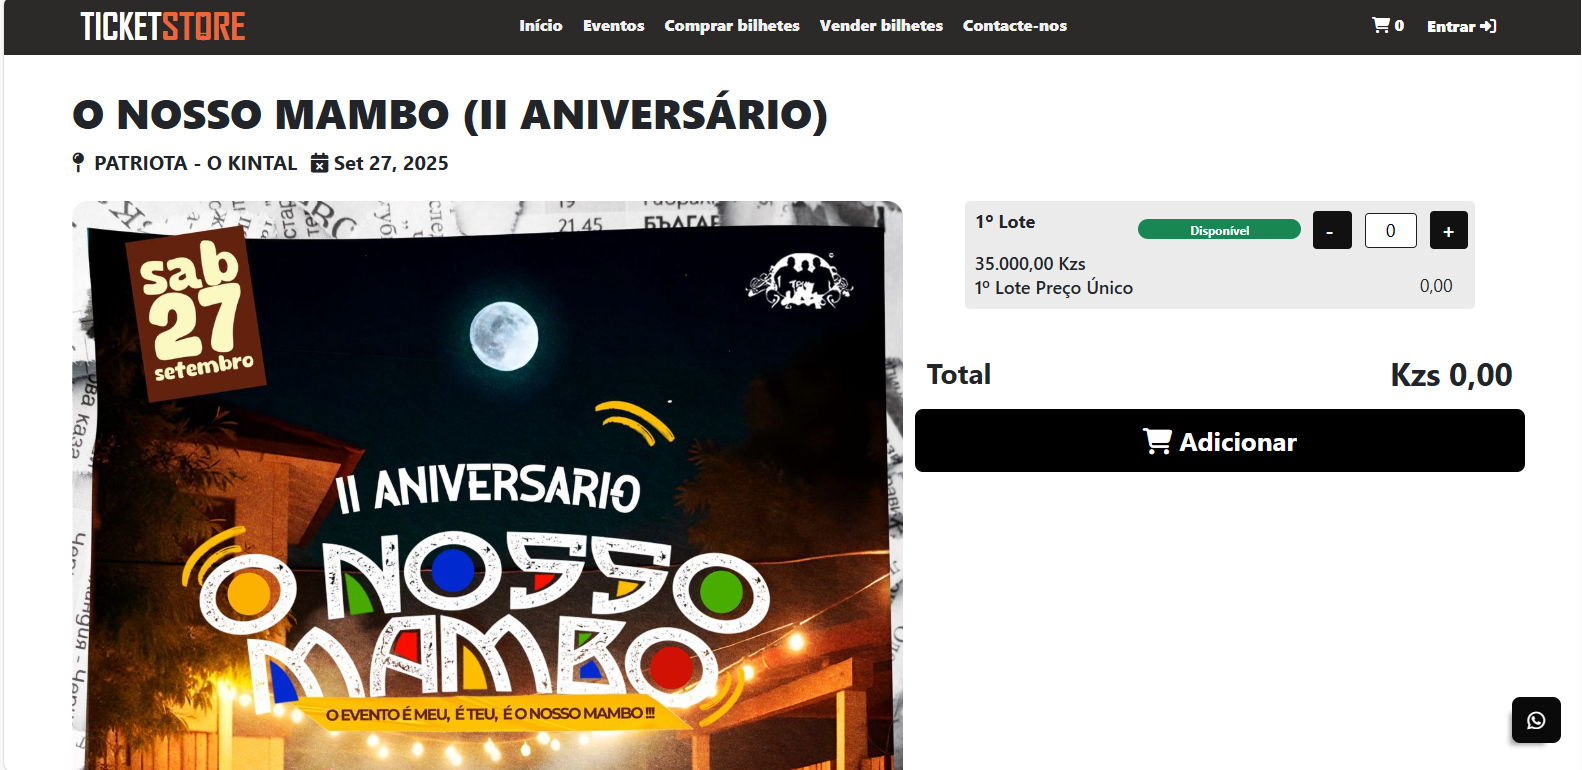 TICKETSTORE
Início Eventos Comprar bilhetes Vender bilhetes Contacte-nos
0 Entrar
O NOSSO MAMBO (II ANIVERSÁRIO)
PATRIOTA - O KINTAL Set 27, 2025
21.45
sab
27
setembro
II ANIVERSARIO
O NOSSO
MAMBO
O EVENTO É MEU, É TEU, É O NOSSO MAMBO !!!
1º Lote
Disponível
- 0 +
35.000,00 Kzs
1º Lote Preço Único
0,00
Total Kzs 0,00
Adicionar